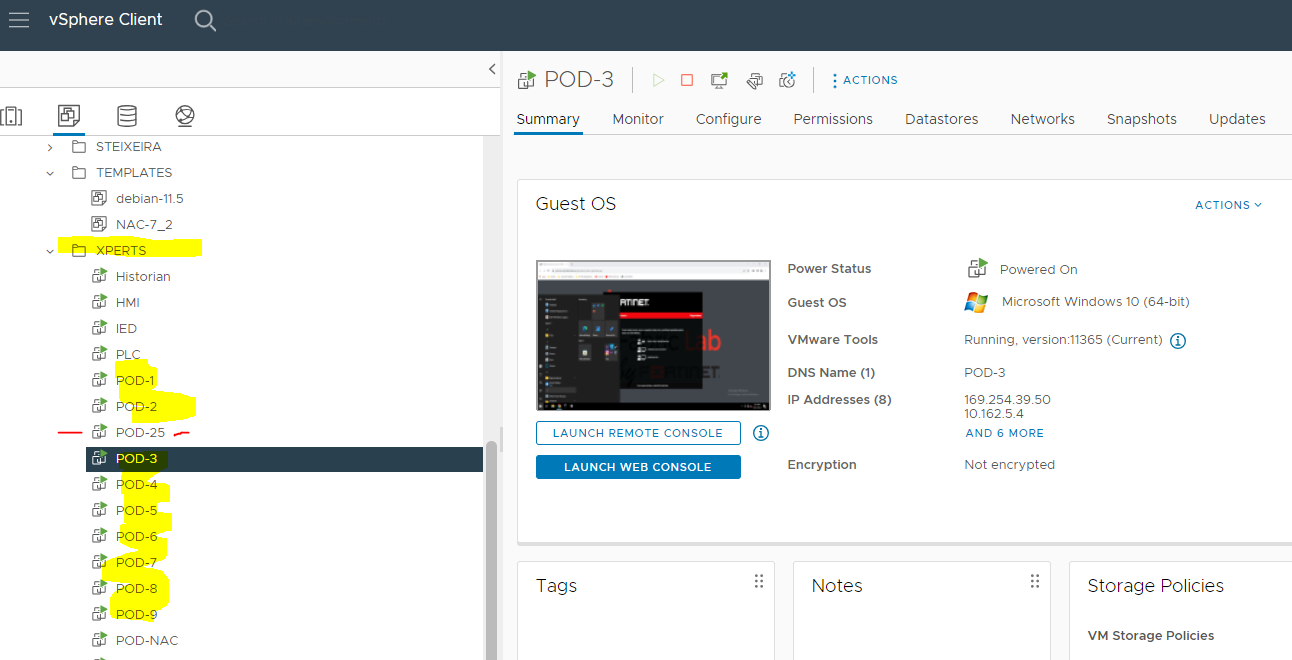 vSphere Client
POD-3
ACTIONS
Summary Monitor Configure Permissions Datastores Networks Snapshots Updates
STEIXEIRA
TEMPLATES
debian-11.5
NAC-7_2
XPERTS
Historian
HMI
IED
PLC
POD-1
POD-2
POD-25
POD-3
POD-4
POD-5
POD-6
POD-7
POD-8
POD-9
POD-NAC
Guest OS
ACTIONS
Power Status Powered On
Guest OS Microsoft Windows 10 (64-bit)
VMware Tools Running, version:11365 (Current)
DNS Name (1) POD-3
IP Addresses (8) 169.254.39.50
10.162.5.4
AND 6 MORE
Encryption Not encrypted
LAUNCH REMOTE CONSOLE
LAUNCH WEB CONSOLE
Tags
Notes
Storage Policies
VM Storage Policies